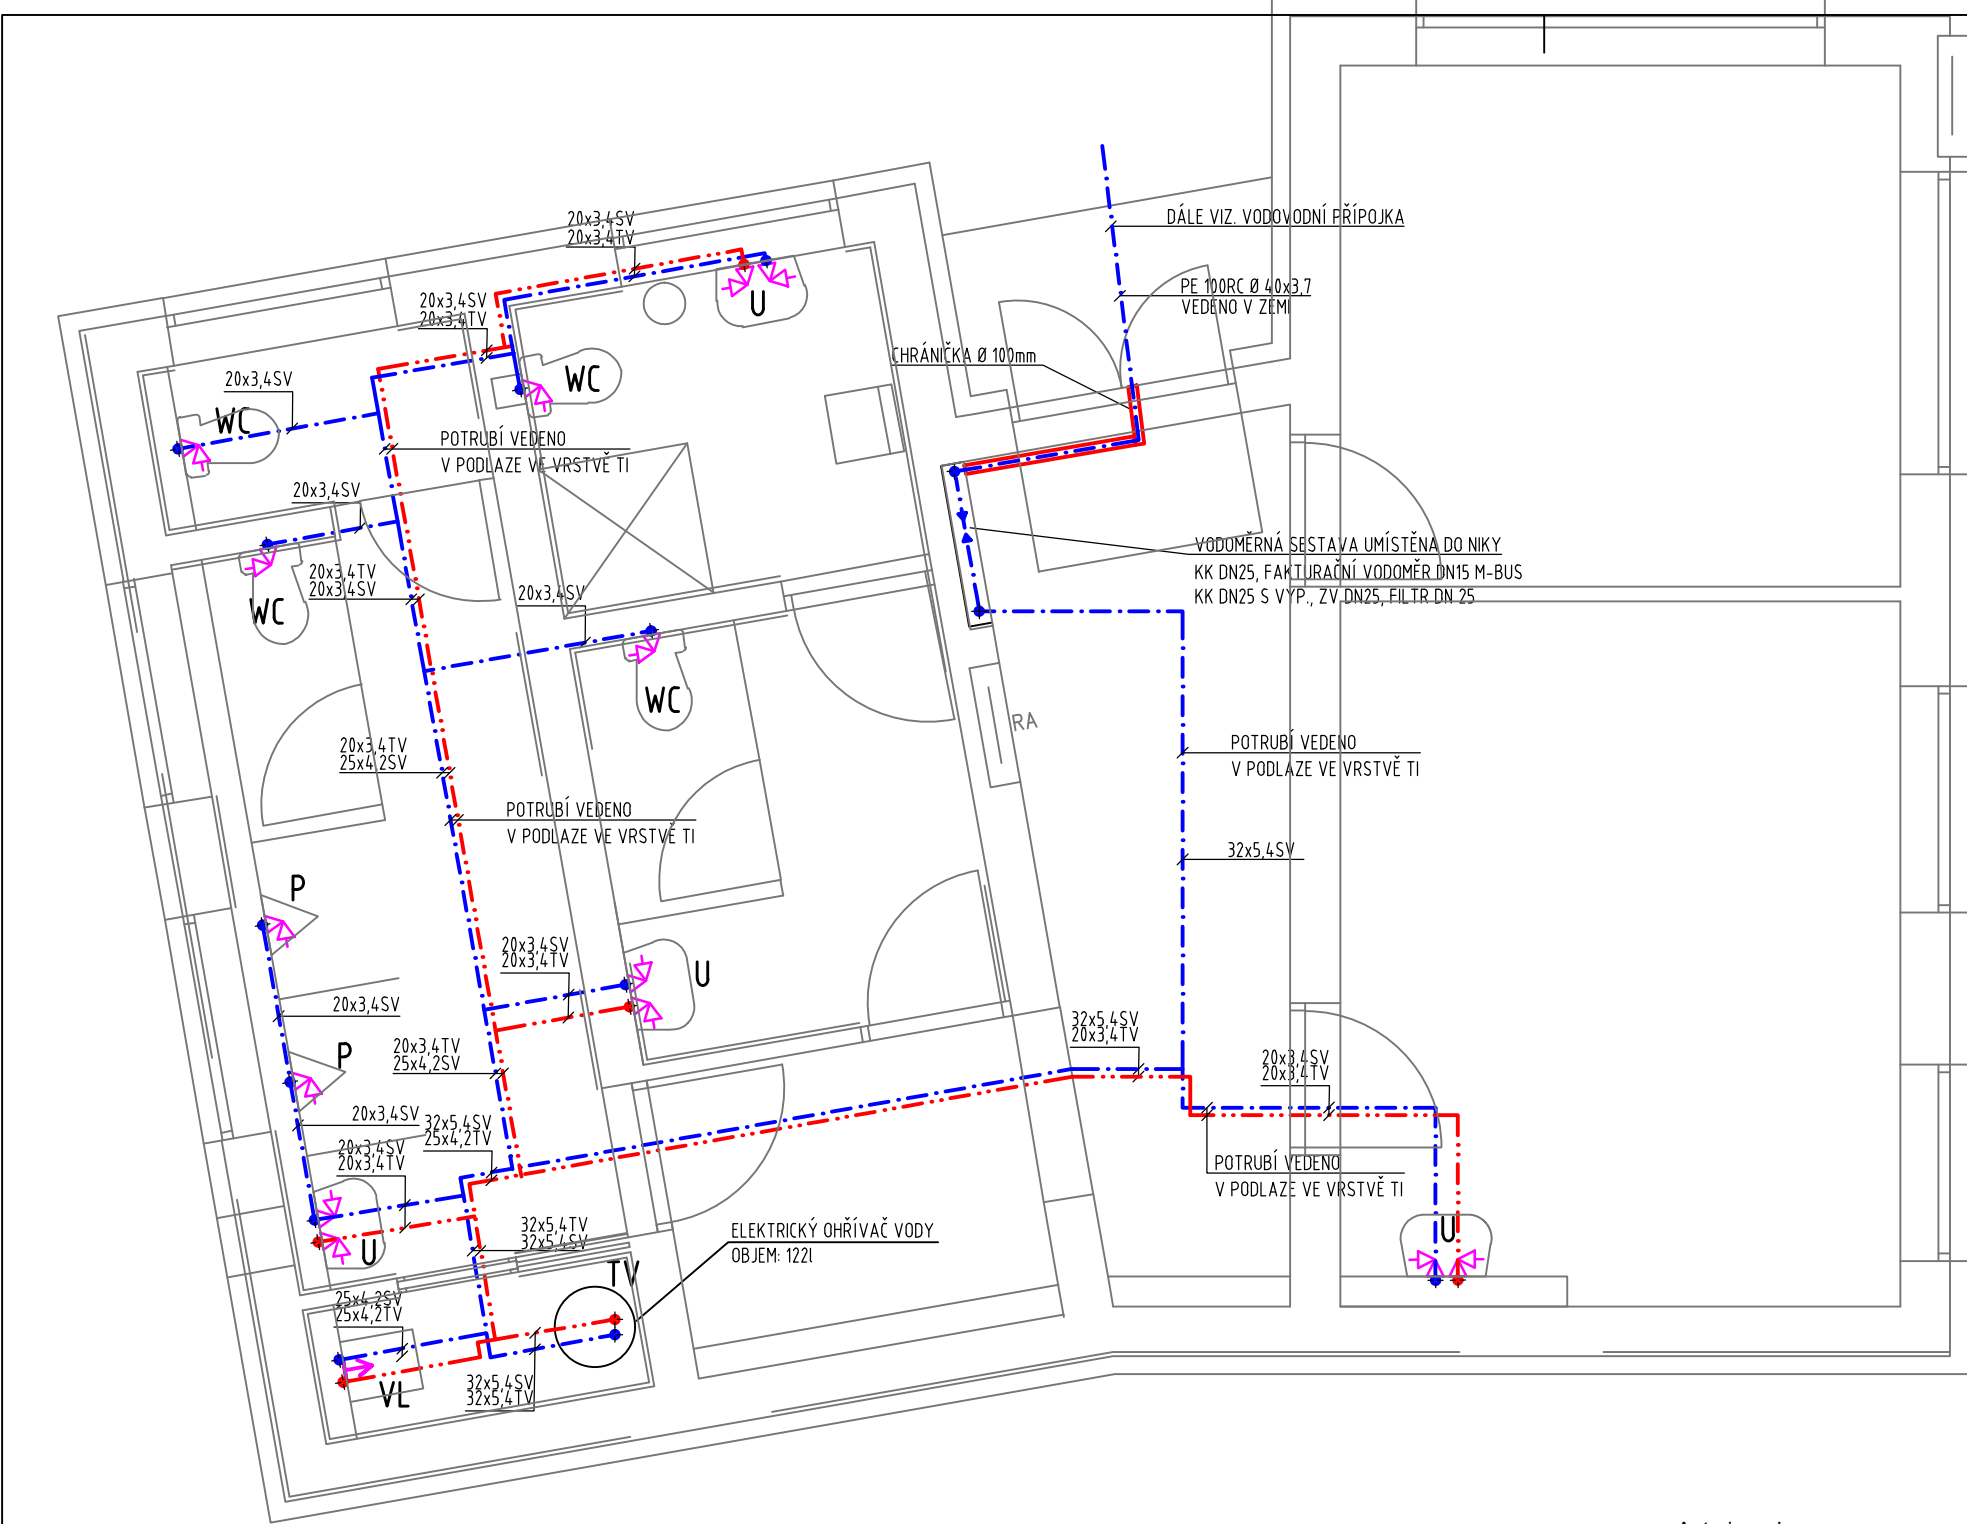 20x3,4SV
20x3,4TV
DÁLE VIZ. VODOVODNÍ PŘÍPOJKA
PE 100RC Ø 40x3,7
VEDENO V ZEMI
20x3,4SV
20x3,4TV
U
CHRÁNIČKA Ø 100mm
20x3,4SV
WC
WC
POTRUBÍ VEDENO
V PODLAZE VE VRSTVĚ TI
20x3,4SV
VODOMĚRNÁ SESTAVA UMÍSTĚNA DO NIKY
KK DN25, FAKTURAČNÍ VODOMĚR DN15 M-BUS
KK DN25 S VYP., ZV DN25, FILTR DN 25
20x3,4TV
20x3,4SV
WC
20x3,4SV
WC
RA
20x3,4TV
25x4,2SV
POTRUBÍ VEDENO
V PODLAZE VE VRSTVĚ TI
POTRUBÍ VEDENO
V PODLAZE VE VRSTVĚ TI
32x5,4SV
P
20x3,4SV
20x3,4TV
U
20x3,4SV
P
20x3,4TV
25x4,2SV
32x5,4SV
20x3,4TV
20x3,4SV
20x3,4TV
20x3,4SV
32x5,4SV
25x4,2TV
20x3,4SV
20x3,4TV
POTRUBÍ VEDENO
V PODLAZE VE VRSTVĚ TI
U
U
32x5,4TV
32x5,4SV
ELEKTRICKÝ OHŘÍVAČ VODY
OBJEM: 122l
TV
25x4,2SV
25x4,2TV
VL
32x5,4SV
32x5,4TV